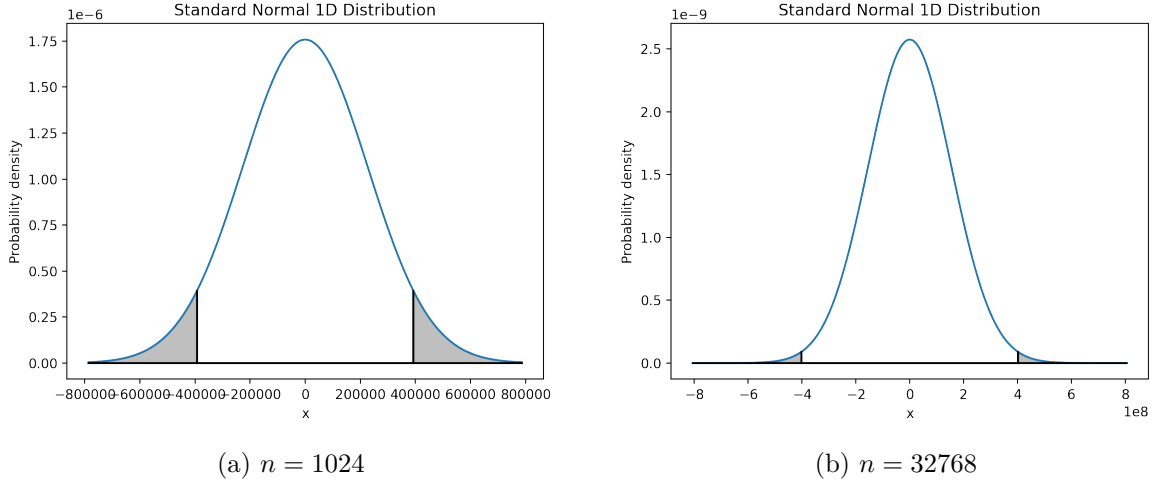 Standard Normal 1D Distribution
1e−6
1.75
1.50
1.25
1.00
0.75
0.50
0.25
0.00
Probability density
−800000 −600000 −400000 −200000 0 200000 400000 600000 800000
x
(a) n = 1024
Standard Normal 1D Distribution
1e−9
2.5
2.0
1.5
1.0
0.5
0.0
Probability density
−8 −6 −4 −2 0 2 4 6 8
1e8
x
(b) n = 32768